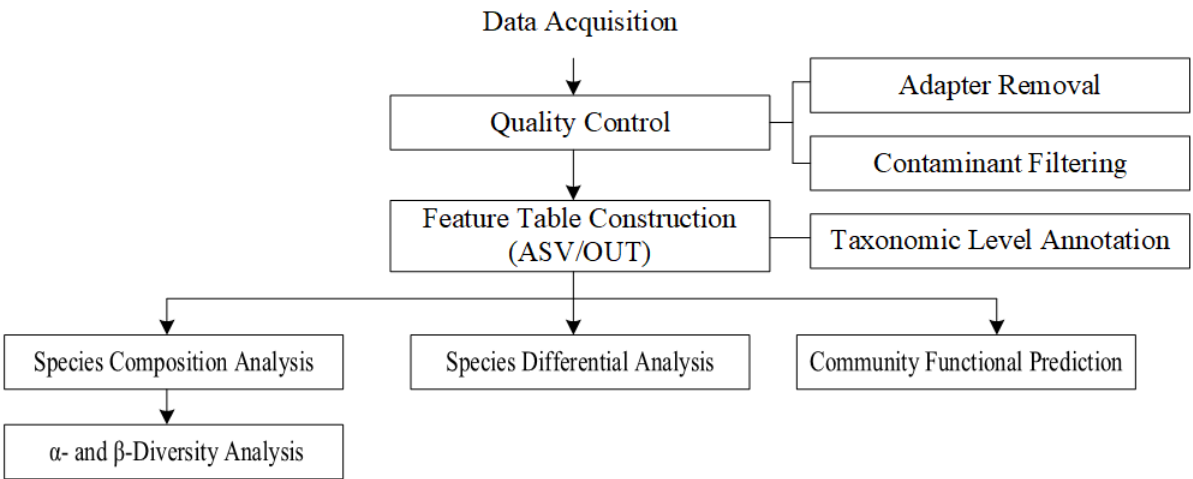 Data Acquisition
Quality Control
Adapter Removal
Contaminant Filtering
Feature Table Construction
(ASV/OUT)
Taxonomic Level Annotation
Species Composition Analysis
Species Differential Analysis
Community Functional Prediction
α- and β-Diversity Analysis